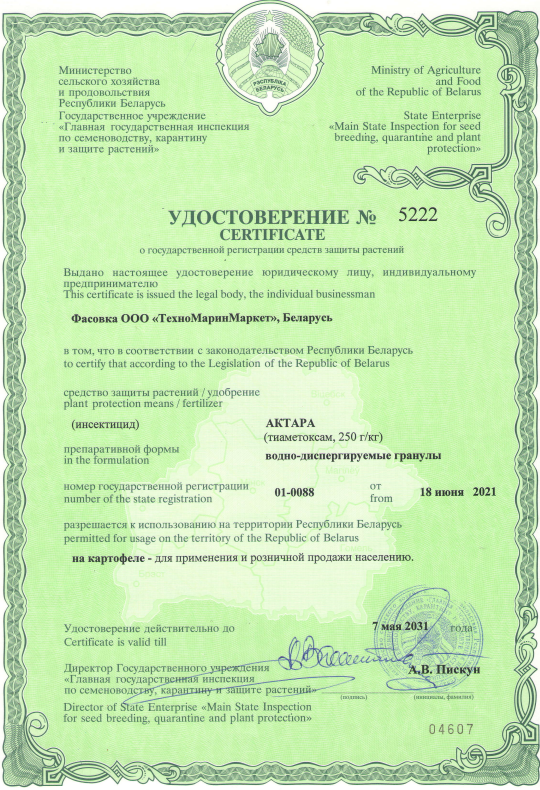 Министерство
сельского хозяйства
и продовольствия
Республики Беларусь
Государственное учреждение
«Главная государственная инспекция
по семеноводству, карантину
и защите растений»
РЭСПУБЛІКА
БЕЛАРУСЬ
Ministry of Agriculture
and Food
of the Republic of Belarus
State Enterprise
«Main State Inspection for seed
breeding, quarantine and plant
protection»
УДОСТОВЕРЕНИЕ № 5222
CERTIFICATE
о государственной регистрации средств защиты растений
Выдано настоящее удостоверение юридическому лицу, индивидуальному
предпринимателю
This certificate is issued the legal body, the individual businessman
Фасовка ООО «ТехноМаринМаркет», Беларусь
в том, что в соответствии с законодательством Республики Беларусь
to certify that according to the Legislation of the Republic of Belarus
средство защиты растений / удобрение
plant protection means / fertilizer
(инсектицид) АКТАРА
(тиаметоксам, 250 г/кг)
препаративной формы
in the formulation водно-диспергируемые гранулы
номер государственной регистрации от
number of the state registration 01-0088 from 18 июня 2021
разрешается к использованию на территории Республики Беларусь
permitted for usage on the territory of the Republic of Belarus
на картофеле - для применения и розничной продажи населению.
Удостоверение действительно до 7 мая 2031 года
Certificate is valid till
Директор Государственного учреждения
«Главная государственная инспекция А.В. Пискун
по семеноводству, карантину и защите растений»
(подпись) (инициалы, фамилия)
Director of State Enterprise «Main State Inspection
for seed breeding, quarantine and plant protection»
04607